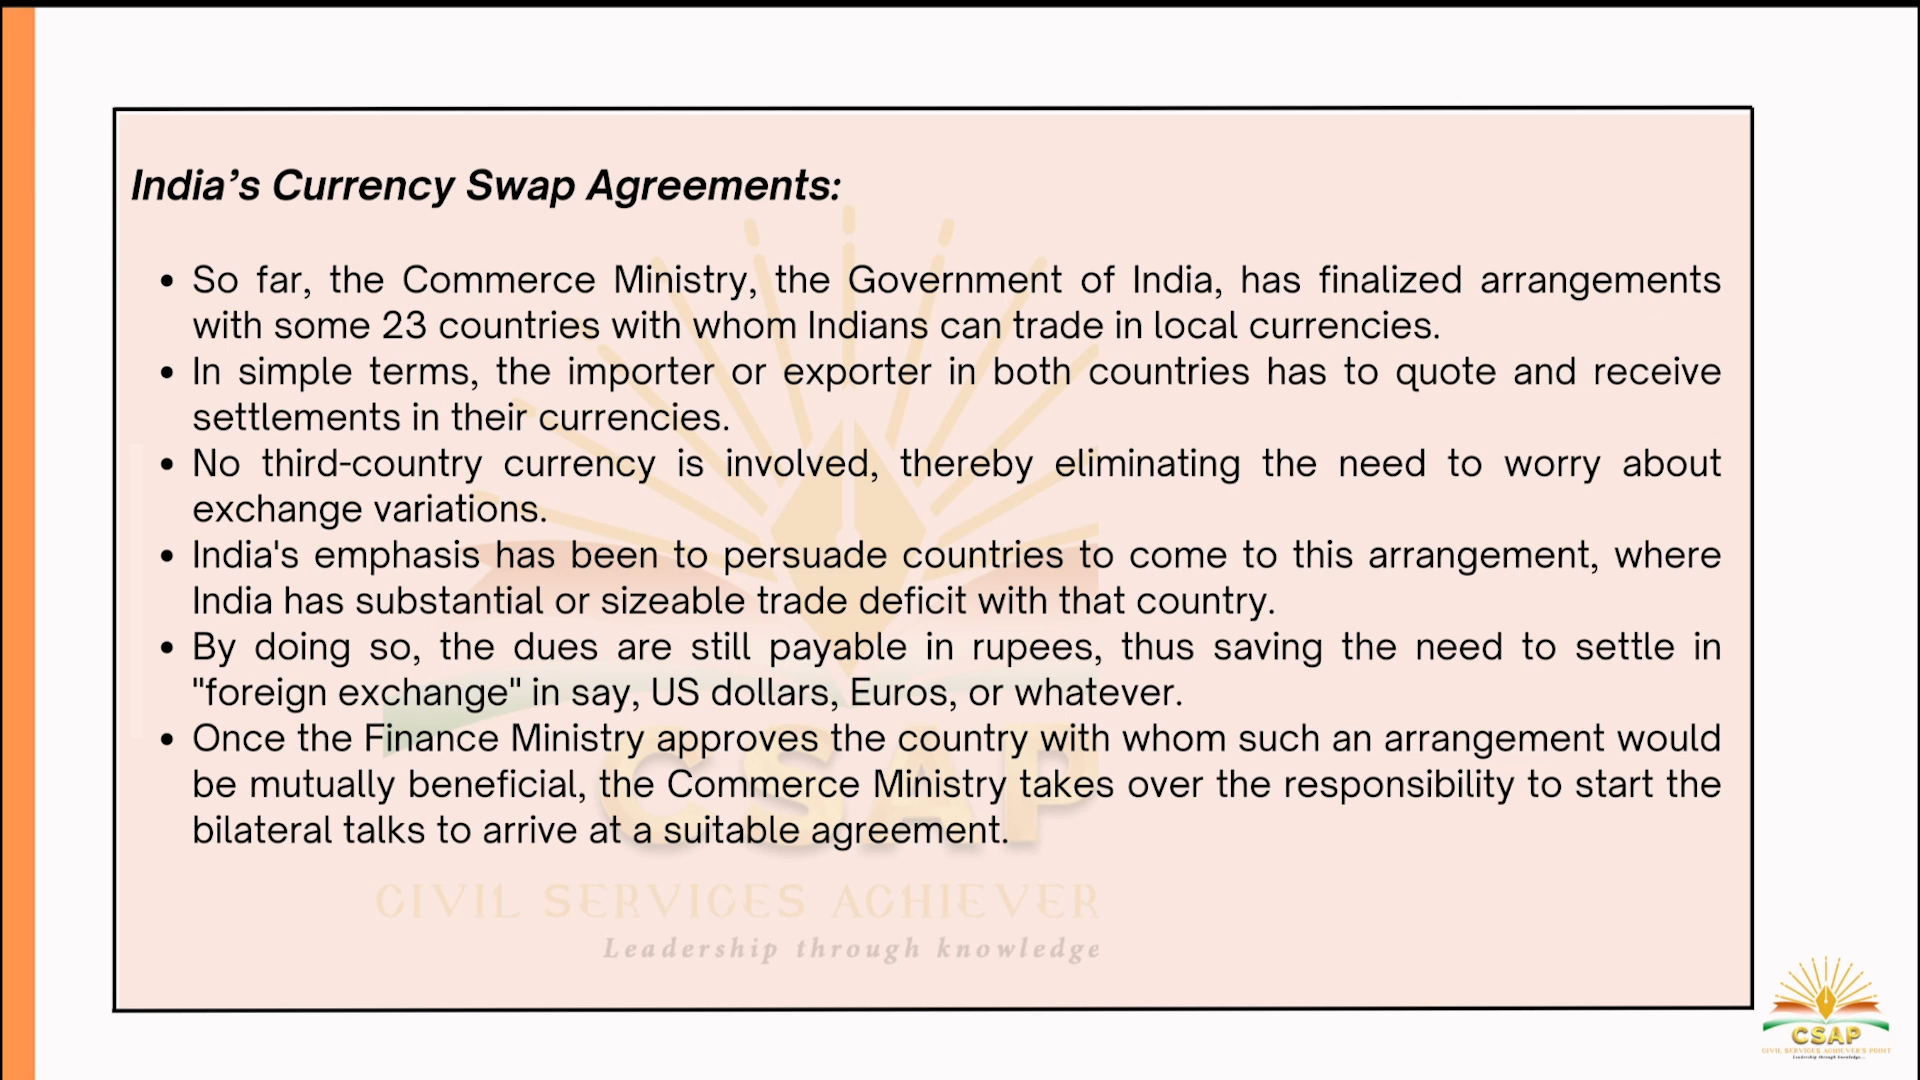 India’s Currency Swap Agreements:
• So far, the Commerce Ministry, the Government of India, has finalized arrangements
with some 23 countries with whom Indians can trade in local currencies.
• In simple terms, the importer or exporter in both countries has to quote and receive
settlements in their currencies.
• No third-country currency is involved, thereby eliminating the need to worry about
exchange variations.
• India's emphasis has been to persuade countries to come to this arrangement, where
India has substantial or sizeable trade deficit with that country.
• By doing so, the dues are still payable in rupees, thus saving the need to settle in
"foreign exchange" in say, US dollars, Euros, or whatever.
• Once the Finance Ministry approves the country with whom such an arrangement would
be mutually beneficial, the Commerce Ministry takes over the responsibility to start the
bilateral talks to arrive at a suitable agreement.
CSAP
CIVIL SERVICES ACHIEVER
Leadership through knowledge
CSAP
CIVIL SERVICES ACHIEVER'S POINT
Leadership through knowledge...